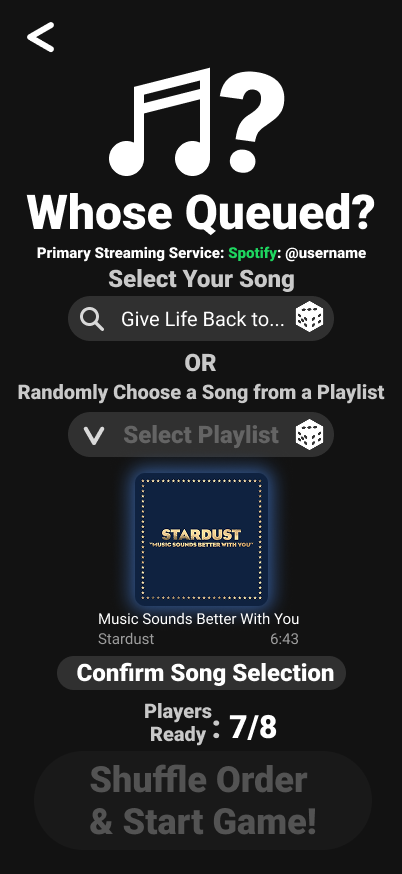 Whose Queued?
Primary Streaming Service: Spotify: @username
Select Your Song
Give Life Back to...
OR
Randomly Choose a Song from a Playlist
Select Playlist
STARDUST
"MUSIC SOUNDS BETTER WITH YOU"
Music Sounds Better With You
Stardust 6:43
Confirm Song Selection
Players
Ready : 7/8
Shuffle Order
& Start Game!